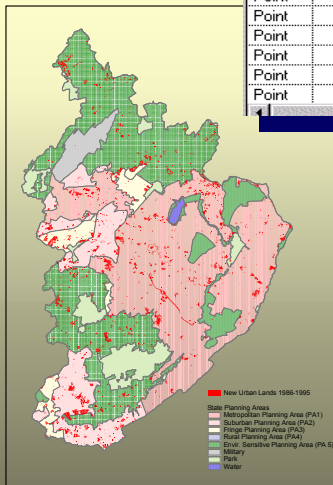 Point
Point
Point
Point
Point
New Urban Lands 1986-1995
State Planning Areas
Metropolitan Planning Area (PA1)
Suburban Planning Area (PA2)
Fringe Planning Area (PA3)
Rural Planning Area (PA4)
Envir. Sensitive Planning Area (PA 5)
Military
Park
Water